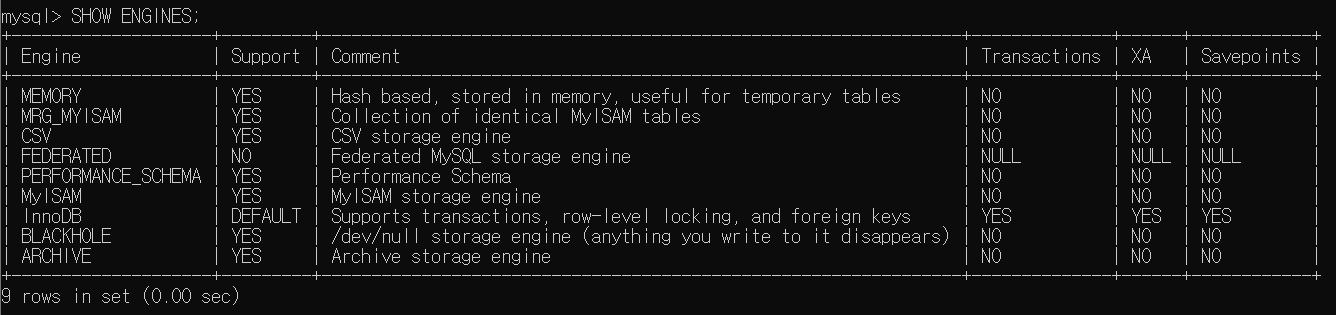 mysql> SHOW ENGINES;
+--------------------+---------+----------------------------------------------------------------+--------------+------+------------+
| Engine             | Support | Comment                                                        | Transactions | XA   | Savepoints |
+--------------------+---------+----------------------------------------------------------------+--------------+------+------------+
| MEMORY             | YES     | Hash based, stored in memory, useful for temporary tables      | NO           | NO   | NO         |
| MRG_MYISAM         | YES     | Collection of identical MyISAM tables                          | NO           | NO   | NO         |
| CSV                | YES     | CSV storage engine                                             | NO           | NO   | NO         |
| FEDERATED          | NO      | Federated MySQL storage engine                                 | NULL         | NULL | NULL       |
| PERFORMANCE_SCHEMA | YES     | Performance Schema                                             | NO           | NO   | NO         |
| MyISAM             | YES     | MyISAM storage engine                                          | NO           | NO   | NO         |
| InnoDB             | DEFAULT | Supports transactions, row-level locking, and foreign keys     | YES          | YES  | YES        |
| BLACKHOLE          | YES     | /dev/null storage engine (anything you write to it disappears) | NO           | NO   | NO         |
| ARCHIVE            | YES     | Archive storage engine                                         | NO           | NO   | NO         |
+--------------------+---------+----------------------------------------------------------------+--------------+------+------------+
9 rows in set (0.00 sec)